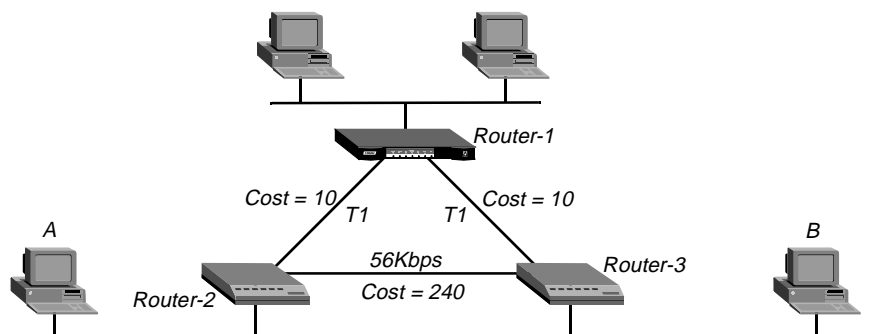 Router-1
Cost = 10
Cost = 10
T1
T1
A
B
56Kbps
Router-3
Router-2
Cost = 240